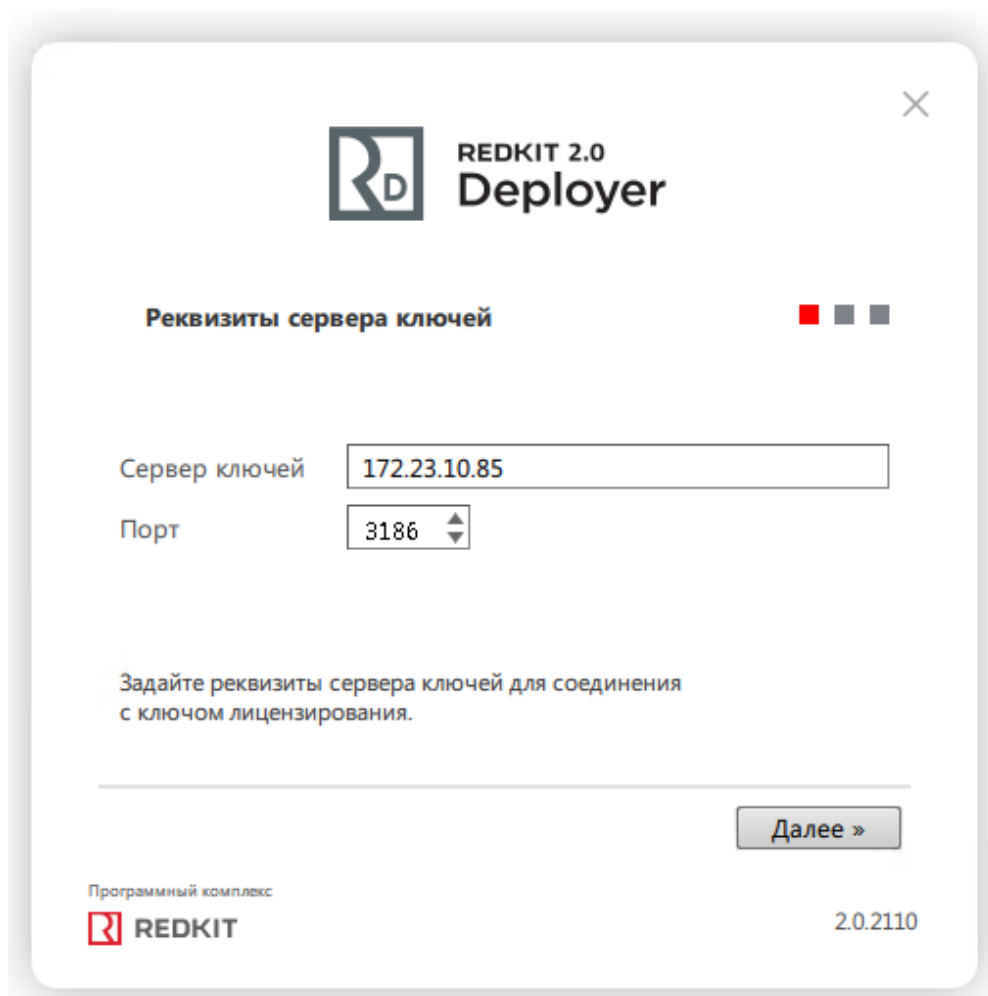 RD
REDKIT 2.0
Deployer
Реквизиты сервера ключей
Сервер ключей 172.23.10.85
Порт 3186
Задайте реквизиты сервера ключей для соединения
с ключом лицензирования.
Далее »
Программный комплекс
REDKIT
2.0.2110